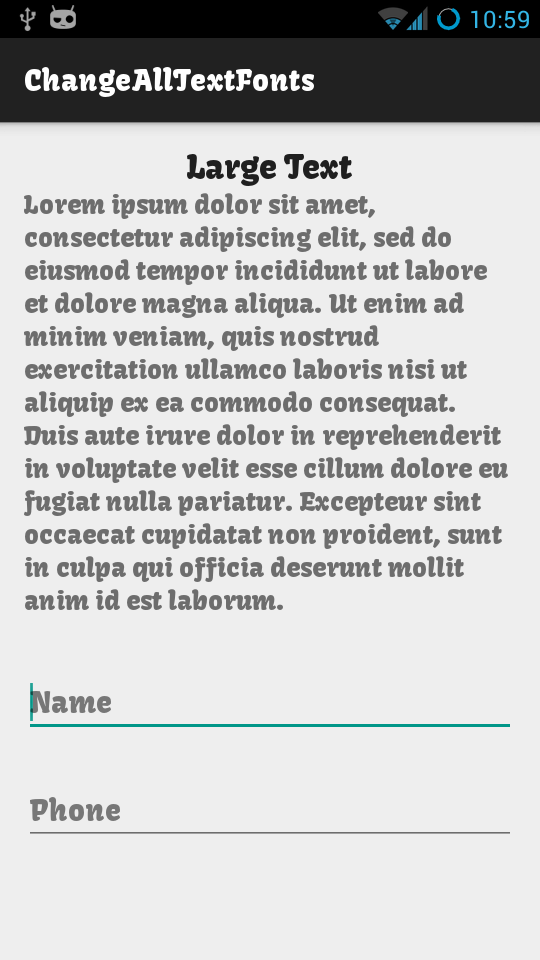 10:59
ChangeAllTextFonts
Large Text
Lorem ipsum dolor sit amet,
consectetur adipiscing elit, sed do
eiusmod tempor incididunt ut labore
et dolore magna aliqua. Ut enim ad
minim veniam, quis nostrud
exercitation ullamco laboris nisi ut
aliquip ex ea commodo consequat.
Duis aute irure dolor in reprehenderit
in voluptate velit esse cillum dolore eu
fugiat nulla pariatur. Excepteur sint
occaecat cupidatat non proident, sunt
in culpa qui officia deserunt mollit
anim id est laborum.
Name
Phone